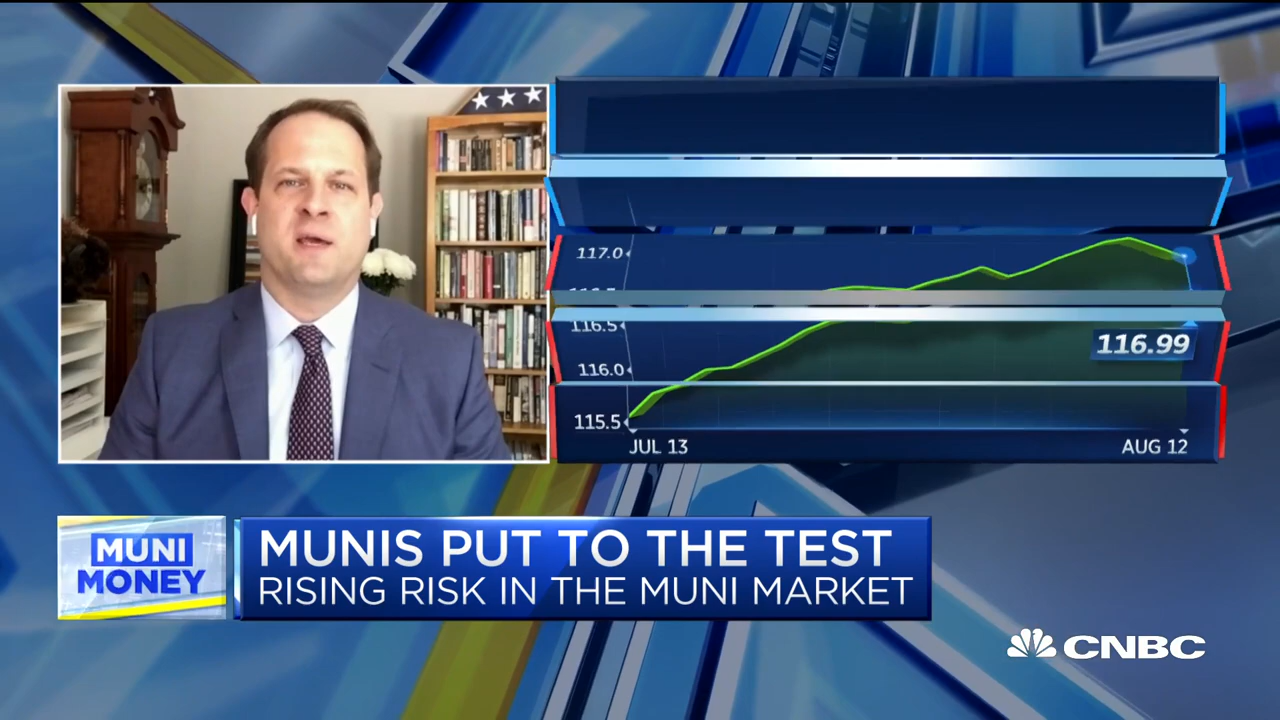 117.0
116.5
116.99
116.0
115.5
JUL 13
AUG 12
MUNI
MONEY
MUNIS PUT TO THE TEST
RISING RISK IN THE MUNI MARKET
CNBC